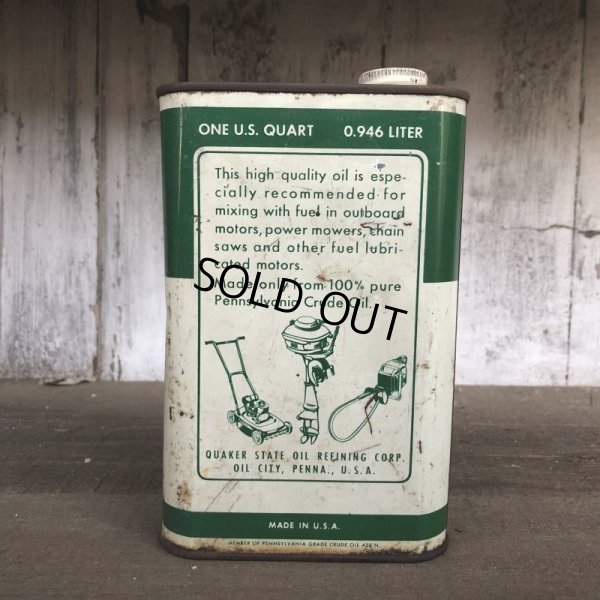 ONE U.S. QUART 0.946 LITER
This high quality oil is espe-
cially recommended for
mixing with fuel in outboard
motors, power mowers, chain
saws and other fuel lubri-
cated motors.
Made only from 100% pure
Pennsylvania Crude Oil.
SOLD OUT
QUAKER STATE OIL REFINING CORP.
OIL CITY, PENNA., U.S.A.
MADE IN U.S.A.
MEMBER OF PENNSYLVANIA GRADE CRUDE OIL ASS'N.